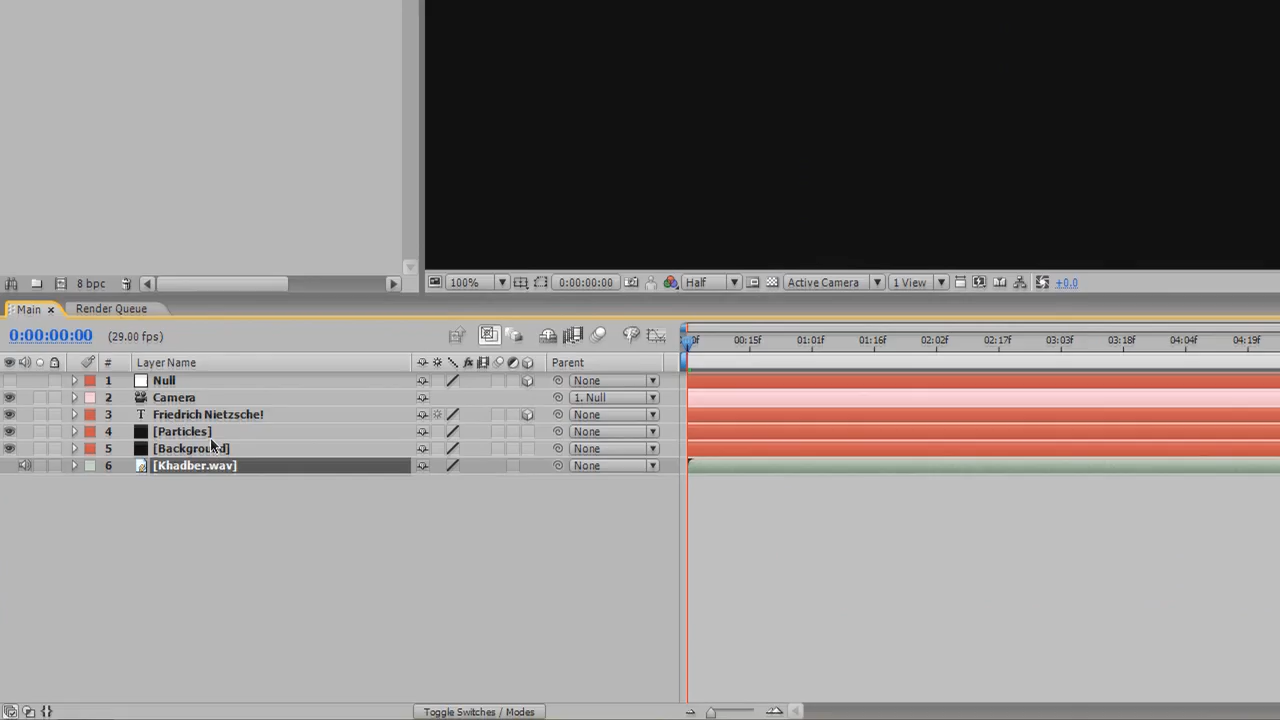 8 bpc
100% 0:00:00:00 Half Active Camera 1 View +0.0
Main Render Queue
0:00:00:00 (29.00 fps)
00:15f 01:01f 01:16f 02:02f 02:17f 03:03f 03:18f 04:04f 04:19f
# Layer Name Parent
1 Null None
2 Camera 1. Null
3 T Friedrich Nietzsche! None
4 [Particles] None
5 [Background] None
6 [Khadber.wav] None
Toggle Switches / Modes